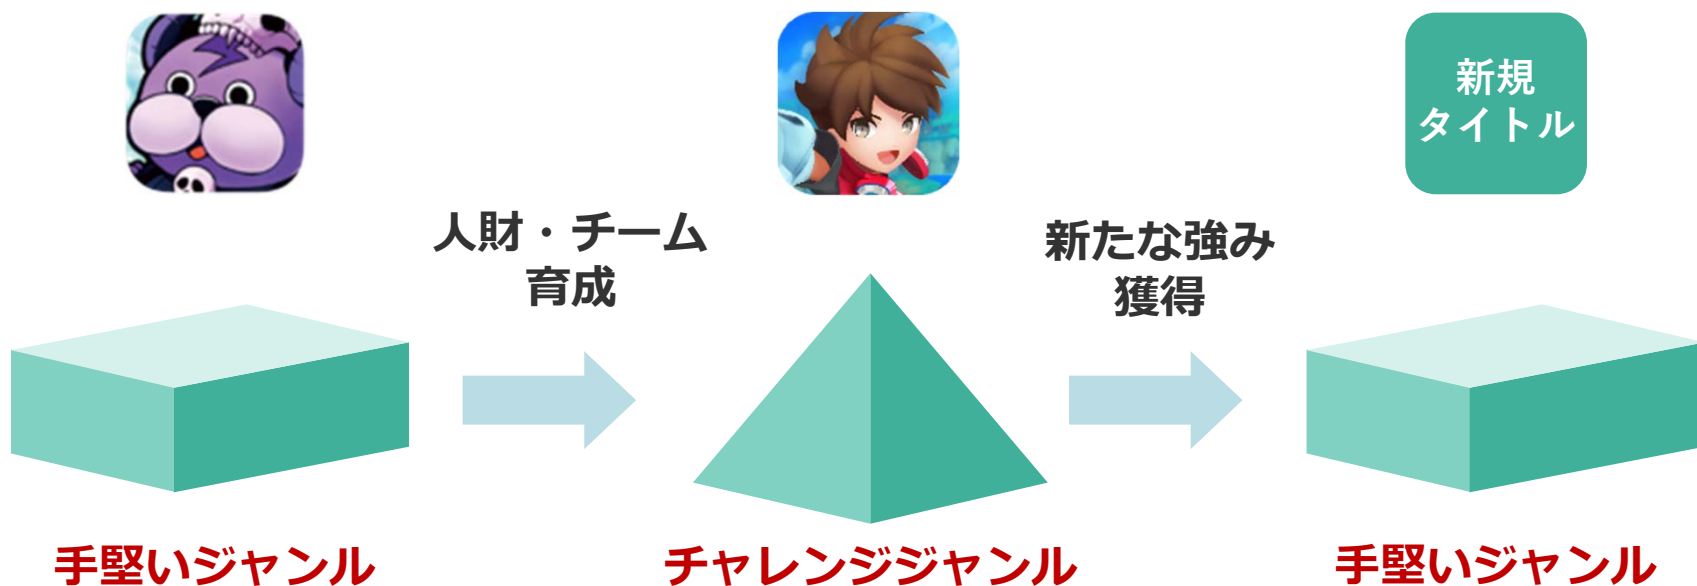 新規
タイトル
人財・チーム
育成
新たな強み
獲得
手堅いジャンル
チャレンジジャンル
手堅いジャンル